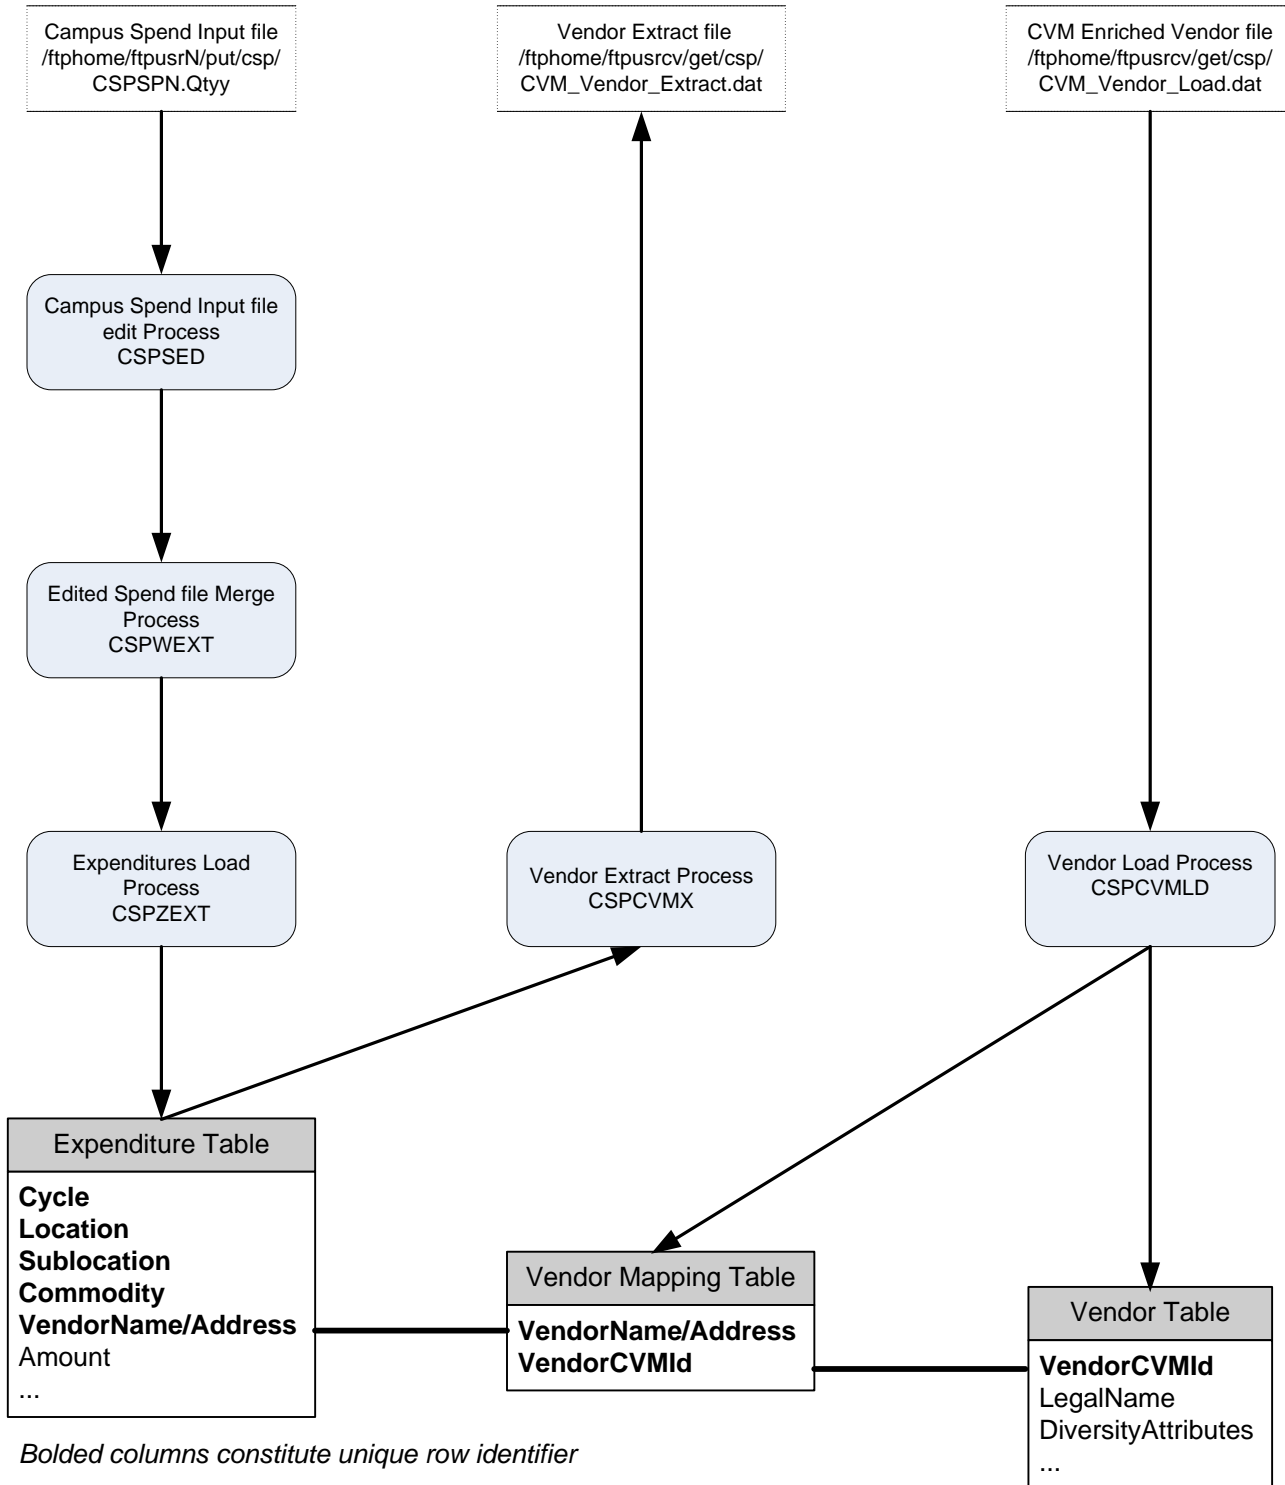 Campus Spend Input file
/ftphome/ftpusrN/put/csp/
CSPSPN.Qtyy
Vendor Extract file
/ftphome/ftpusrcv/get/csp/
CVM_Vendor_Extract.dat
CVM Enriched Vendor file
/ftphome/ftpusrcv/get/csp/
CVM_Vendor_Load.dat
Campus Spend Input file
edit Process
CSPSED
Edited Spend file Merge
Process
CSPWEXT
Expenditures Load
Process
CSPZEXT
Vendor Extract Process
CSPCVMX
Vendor Load Process
CSPCVMLD
Expenditure Table
Cycle
Location
Sublocation
Commodity
VendorName/Address
Amount
...
Vendor Mapping Table
VendorName/Address
VendorCVMId
Vendor Table
VendorCVMId
LegalName
DiversityAttributes
...
Bolded columns constitute unique row identifier